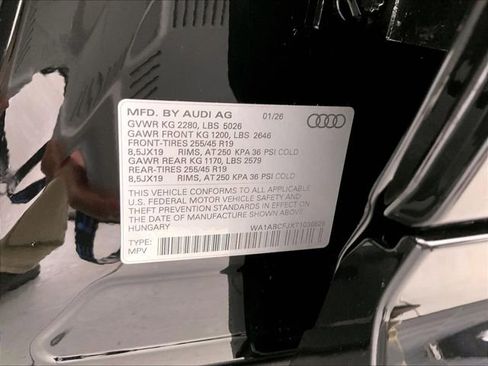 MFD. BY AUDI AG 01/26
GVWR KG 2280, LBS 5026
GAWR FRONT KG 1200, LBS 2646
FRONT-TIRES 255/45 R19
8,5JX19 RIMS, AT 250 KPA 36 PSI COLD
GAWR REAR KG 1170, LBS 2579
REAR-TIRES 255/45 R19
8,5JX19 RIMS, AT 250 KPA 36 PSI COLD
THIS VEHICLE CONFORMS TO ALL APPLICABLE
U.S. FEDERAL MOTOR VEHICLE SAFETY AND
THEFT PREVENTION STANDARDS IN EFFECT ON
THE DATE OF MANUFACTURE SHOWN ABOVE
HUNGARY
TYPE:
MPV